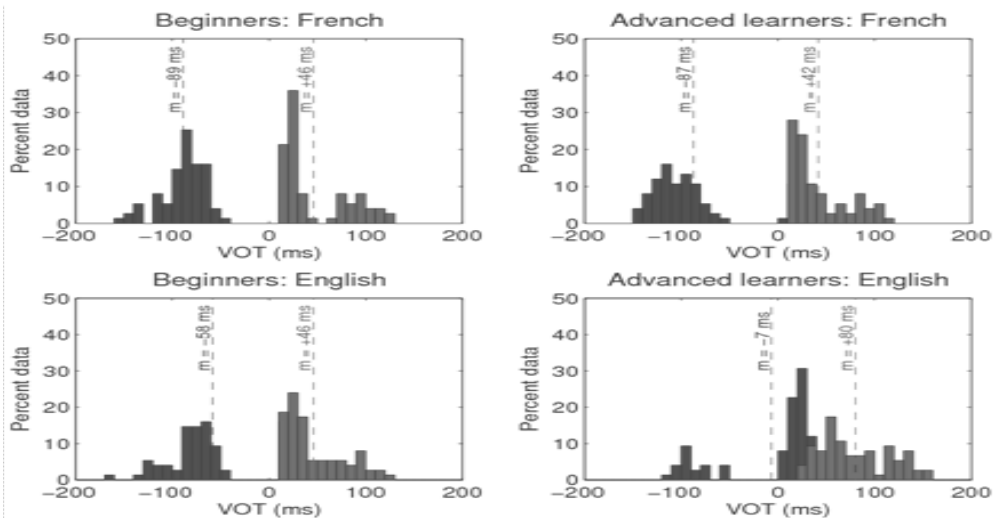 Beginners: French
50
40
30
20
10
0
Percent data
m = −89 ms
m = +46 ms
−200 −100 0 100 200
VOT (ms)
Advanced learners: French
50
40
30
20
10
0
Percent data
m = −87 ms
m = +42 ms
−200 −100 0 100 200
VOT (ms)
Beginners: English
50
40
30
20
10
0
Percent data
m = −58 ms
m = +46 ms
−200 −100 0 100 200
VOT (ms)
Advanced learners: English
50
40
30
20
10
0
Percent data
m = −7 ms
m = +80 ms
−200 −100 0 100 200
VOT (ms)